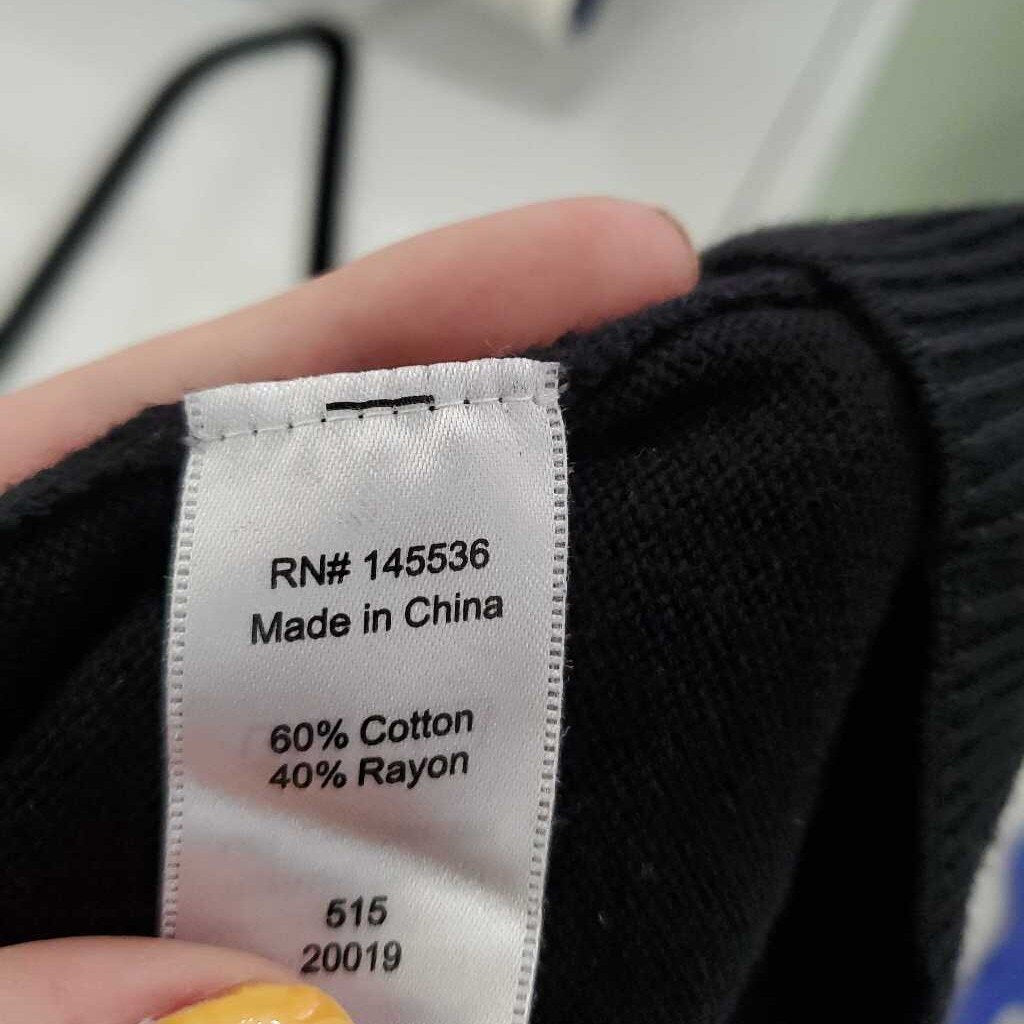 RN# 145536
Made in China
60% Cotton
40% Rayon
515
20019